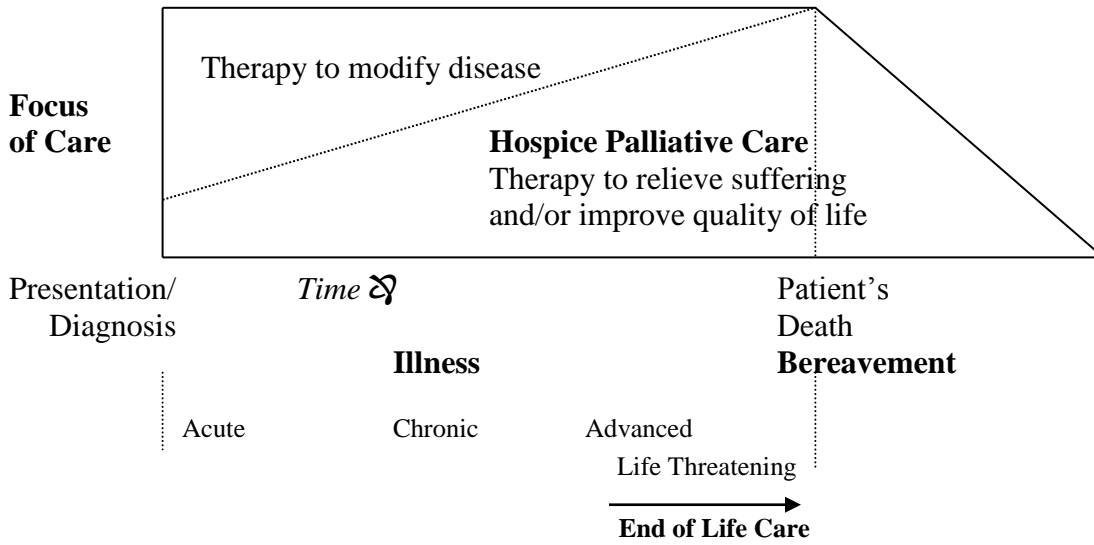 Therapy to modify disease
Focus
of Care
Hospice Palliative Care
Therapy to relieve suffering
and/or improve quality of life
Presentation/
Diagnosis
Time
Patient’s
Death
Illness
Bereavement
Acute
Chronic
Advanced
Life Threatening
End of Life Care